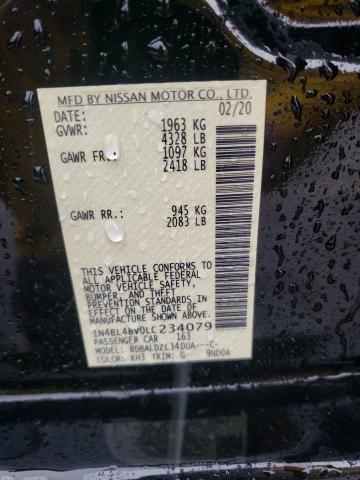 MFD BY NISSAN MOTOR CO., LTD.
DATE: 02/20
GVWR: 1963 KG
4328 LB
GAWR FR.: 1097 KG
2418 LB
GAWR RR.: 945 KG
2083 LB
THIS VEHICLE CONFORMS TO
ALL APPLICABLE FEDERAL
MOTOR VEHICLE SAFETY,
BUMPER, AND THEFT
PREVENTION STANDARDS
IN EFFECT ON THE DATE OF
MANUFACTURE SHOWN ABOVE.
1N4BL4BV0LC234079
PASSENGER CAR 163
MODEL: BDBALDZL34DUA---C-
COLOR: KH3 TRIM: G 9N00A